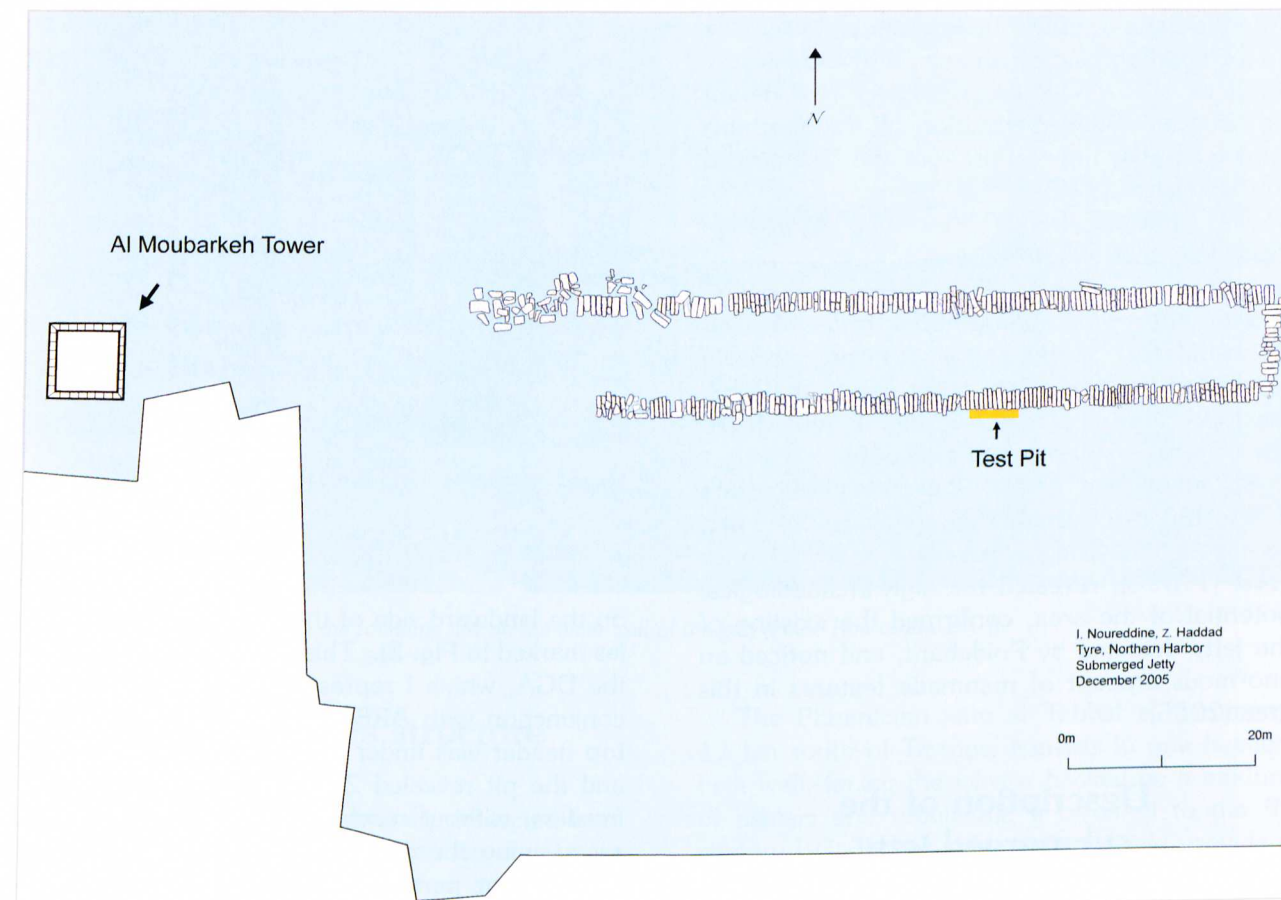 N
Al Moubarkeh Tower
Test Pit
I. Noureddine, Z. Haddad
Tyre, Northern Harbor
Submerged Jetty
December 2005
0m 20m